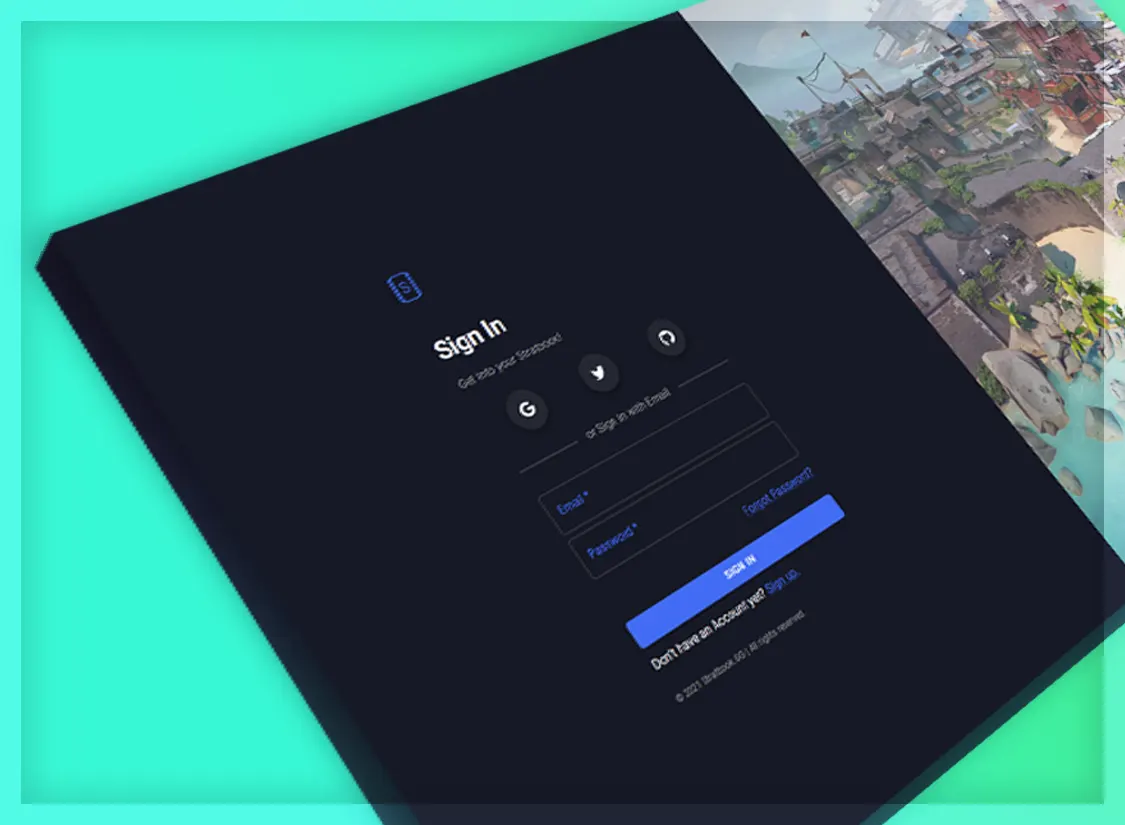 S
Sign In
Get into your Stratbook!
G
or Sign in with Email
Email *
Password *
Forgot Password?
SIGN IN
Don't have an Account yet? Sign up.
© 2021 Stratbook.GG | All rights reserved